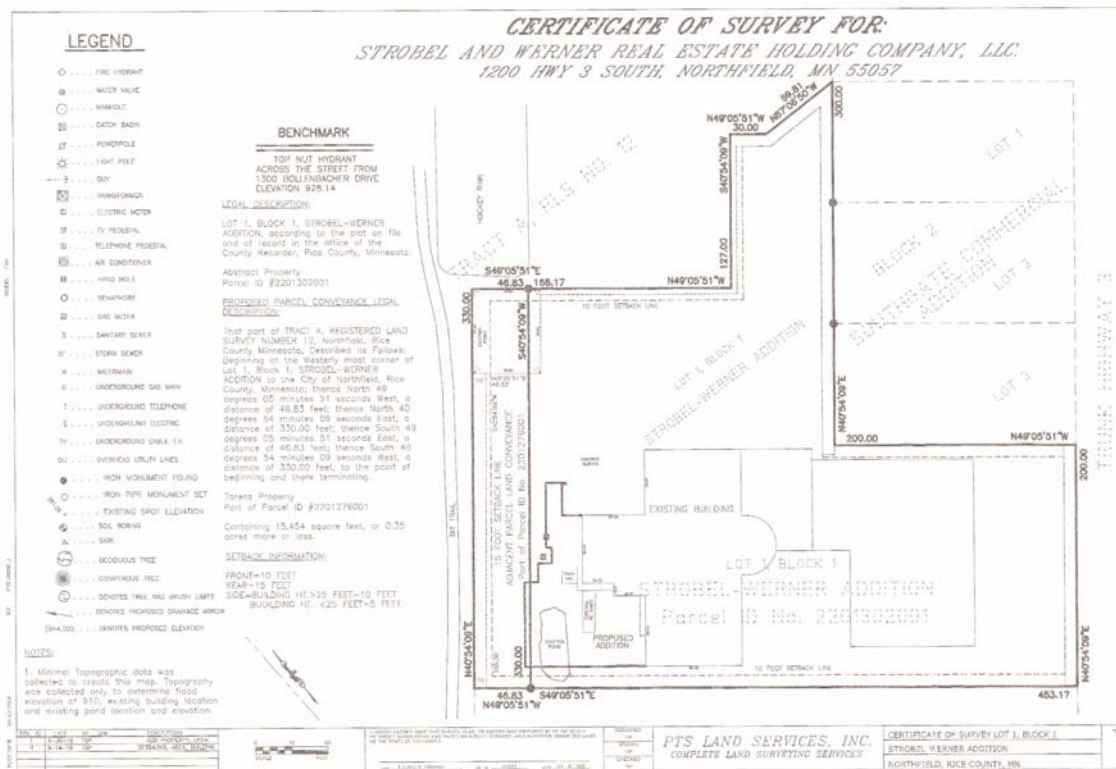 CERTIFICATE OF SURVEY FOR:
STROBEL AND WERNER REAL ESTATE HOLDING COMPANY, LLC.
1200 HWY 3 SOUTH, NORTHFIELD, MN 55057
LEGEND
FIRE HYDRANT
WATER VALVE
MANHOLE
CATCH BASIN
POWERPOLE
LIGHT POLE
GUY
TRANSFORMER
ELECTRIC METER
TV PEDESTAL
TELEPHONE PEDESTAL
AIR CONDITIONER
HAND HOLE
SEMAPHORE
GAS METER
SANITARY SEWER
STORM SEWER
WATERMAIN
UNDERGROUND GAS MAIN
UNDERGROUND TELEPHONE
UNDERGROUND ELECTRIC
UNDERGROUND CABLE T.V.
OVERHEAD UTILITY LINES
IRON MONUMENT FOUND
IRON PIPE MONUMENT SET
EXISTING SPOT ELEVATION
SOIL BORING
SIGN
DECIDUOUS TREE
CONIFEROUS TREE
DENOTES TREE AND BRUSH LIMITS
DENOTES PROPOSED DRAINAGE ARROW
DENOTES PROPOSED ELEVATION
NOTES:
1. Minimal Topographic data was
collected to create this map. Topography
was collected only to determine flood
elevation of 910, existing building location
and existing pond location and elevation.
BENCHMARK
TOP NUT HYDRANT
ACROSS THE STREET FROM
1300 BOLLENBACHER DRIVE
ELEVATION 928.14
LEGAL DESCRIPTION:
LOT 1, BLOCK 1, STROBEL-WERNER
ADDITION, according to the plat on file
and of record in the office of the
County Recorder, Rice County, Minnesota.
Abstract Property
Parcel ID #2201302001
PROPOSED PARCEL CONVEYANCE LEGAL
DESCRIPTION:
That part of TRACT A, REGISTERED LAND
SURVEY NUMBER 12, Northfield, Rice
County Minnesota, Described as Follows:
Beginning at the Westerly most corner of
Lot 1, Block 1, STROBEL-WERNER
ADDITION to the City of Northfield, Rice
County, Minnesota; thence North 49
degrees 05 minutes 51 seconds West, a
distance of 46.83 feet; thence North 40
degrees 54 minutes 09 seconds East, a
distance of 330.00 feet; thence South 49
degrees 05 minutes 51 seconds East, a
distance of 46.83 feet; thence South 40
degrees 54 minutes 09 seconds West, a
distance of 330.00 feet, to the point of
beginning and there terminating.
Torrens Property
Part of Parcel ID #2201276001
Containing 15,454 square feet, or 0.35
acres more or less.
SETBACK INFORMATION:
FRONT=10 FEET
REAR=15 FEET
SIDE=BUILDING HT.>25 FEET=10 FEET
BUILDING HT. <25 FEET=5 FEET
HOCKEY RINK
TRACT A, RLS NO. 12
BIT TRAIL
S49°05'51"E
46.83
168.17
N49°05'51"W
330.00
S40°54'09"W
127.00
S40°54'09"W
N49°05'51"W
30.00
59.81
N67°06'50"W
300.00
10 FOOT SETBACK LINE
LOT 1
BLOCK 2
SOUTHGATE COMMERCIAL
ADDITION
LOT 2
LOT 3
TRUNK HWY 3
LOT 1, BLOCK 1
STROBEL-WERNER ADDITION
N40°54'09"E
200.00
N49°05'51"W
200.00
15 FOOT SETBACK LINE
ADJACENT PARCEL LAND CONVEYANCE
Part of Parcel ID No. 2201276001
EXISTING BUILDING
LOT 1, BLOCK 1
STROBEL-WERNER ADDITION
Parcel ID No. 2201302001
PROPOSED
ADDITION
EXISTING
POND
N40°54'09"E
330.00
10 FOOT SETBACK LINE
N40°54'09"E
46.83
S49°05'51"E
N49°05'51"W
453.17
PTS LAND SERVICES, INC.
COMPLETE LAND SURVEYING SERVICES
CERTIFICATE OF SURVEY LOT 1, BLOCK 1
STROBEL WERNER ADDITION
NORTHFIELD, RICE COUNTY, MN